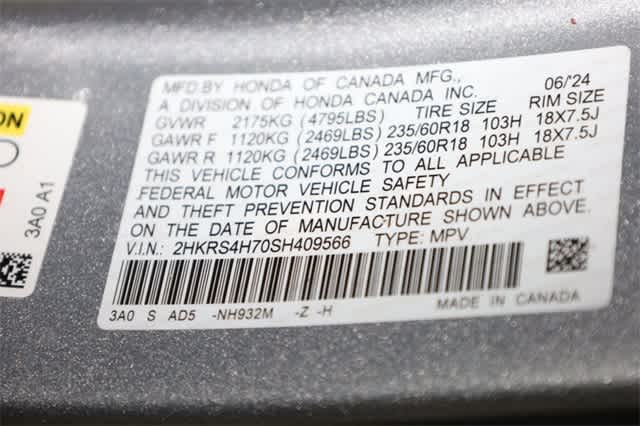 MFD.BY HONDA OF CANADA MFG., 06/'24
A DIVISION OF HONDA CANADA INC.
GVWR 2175KG (4795LBS) TIRE SIZE RIM SIZE
GAWR F 1120KG (2469LBS) 235/60R18 103H 18X7.5J
GAWR R 1120KG (2469LBS) 235/60R18 103H 18X7.5J
THIS VEHICLE CONFORMS TO ALL APPLICABLE
FEDERAL MOTOR VEHICLE SAFETY
AND THEFT PREVENTION STANDARDS IN EFFECT
ON THE DATE OF MANUFACTURE SHOWN ABOVE.
V.I.N.: 2HKRS4H70SH409566 TYPE: MPV
3A0 S AD5 -NH932M -Z -H MADE IN CANADA
ON
3A0 A1